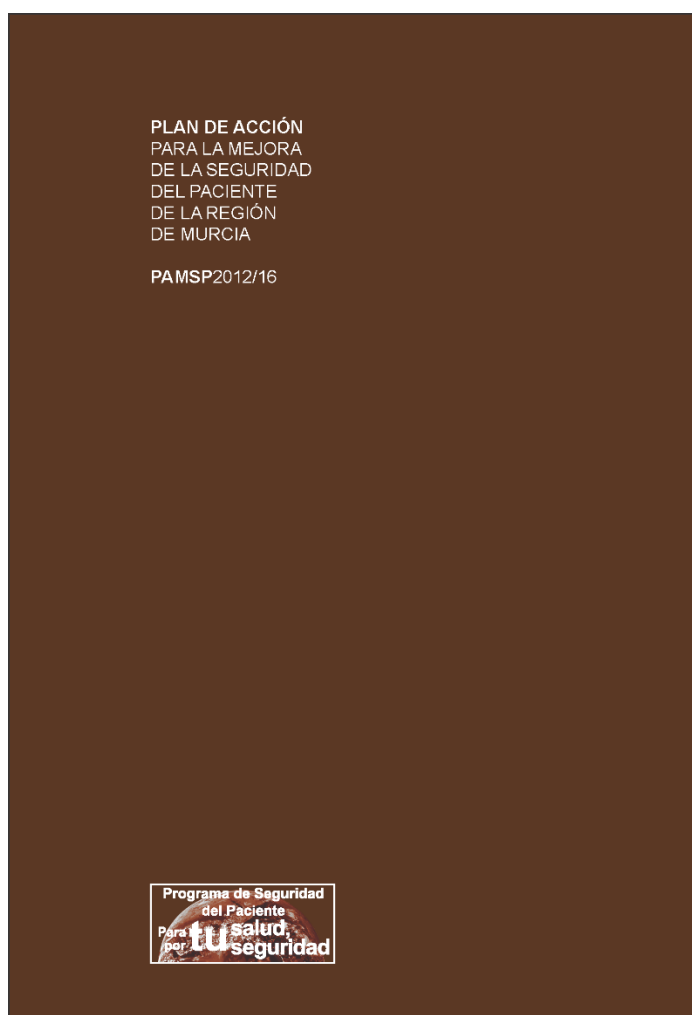 PLAN DE ACCIÓN
PARA LA MEJORA
DE LA SEGURIDAD
DEL PACIENTE
DE LA REGIÓN
DE MURCIA
PAMSP2012/16
Programa de Seguridad
del Paciente
Para tu salud,
por seguridad